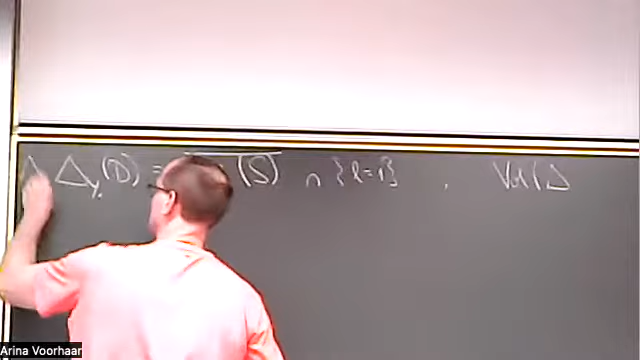 Δ_Y.(D) = (S) ∩ {l=1} , Vol(Δ
Arina Voorhaar